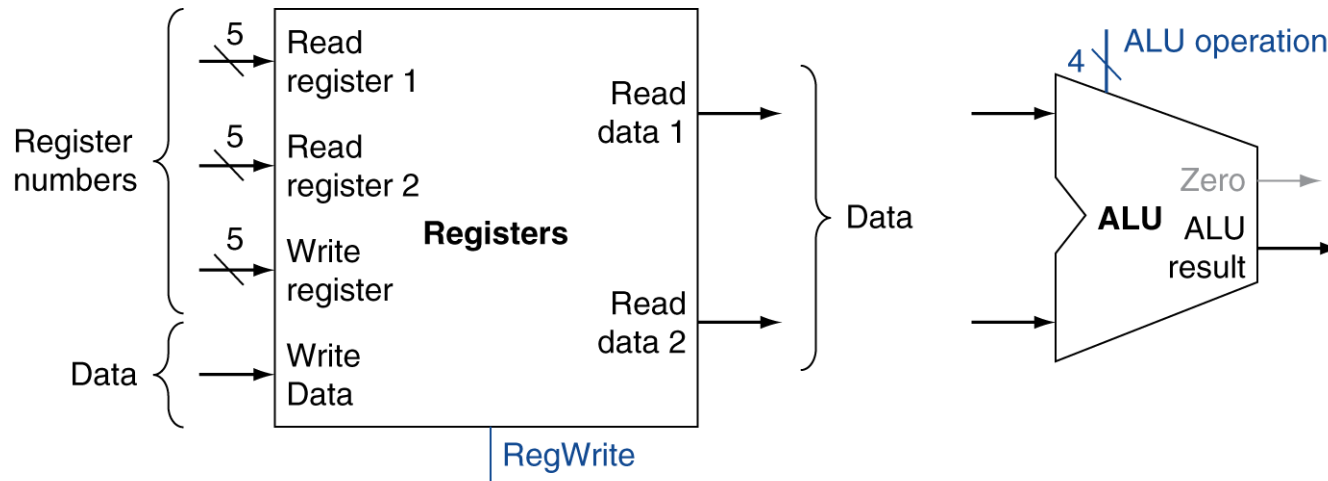 Register
numbers
5
Read
register 1
5
Read
register 2
5
Write
register
Data
Write
Data
Registers
Read
data 1
Read
data 2
RegWrite
Data
4
ALU operation
ALU
Zero
ALU
result